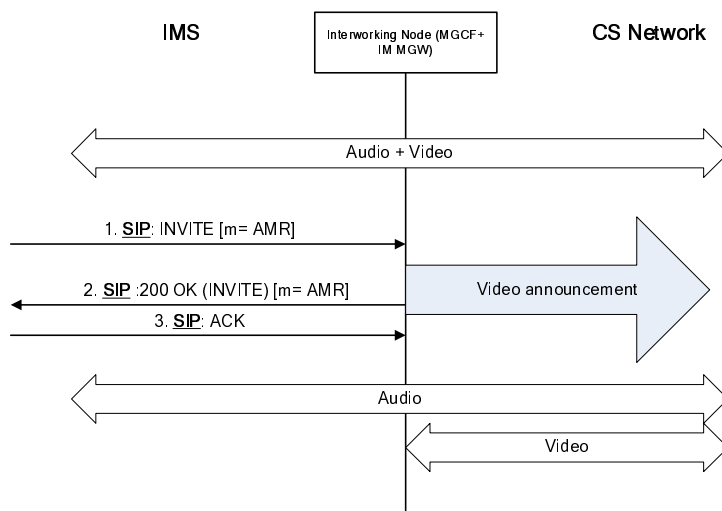 IMS
Interworking Node (MGCF+
IM MGW)
CS Network
Audio + Video
1. SIP: INVITE [m= AMR]
2. SIP :200 OK (INVITE) [m= AMR]
Video announcement
3. SIP: ACK
Audio
Video